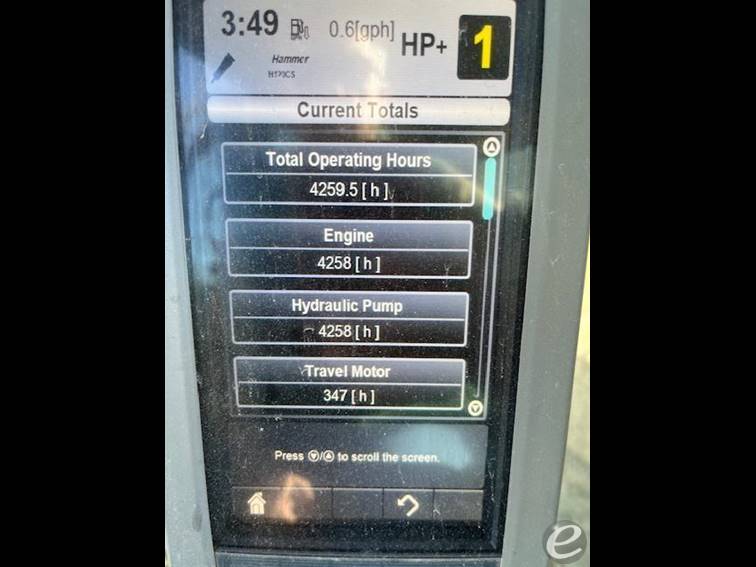 3:49 0.6[gph] HP+ 1
Hammer
Current Totals
Total Operating Hours
4259.5 [ h ]
Engine
4258 [ h ]
Hydraulic Pump
4258 [ h ]
Travel Motor
347 [ h ]
Press ▼/▲ to scroll the screen.
e